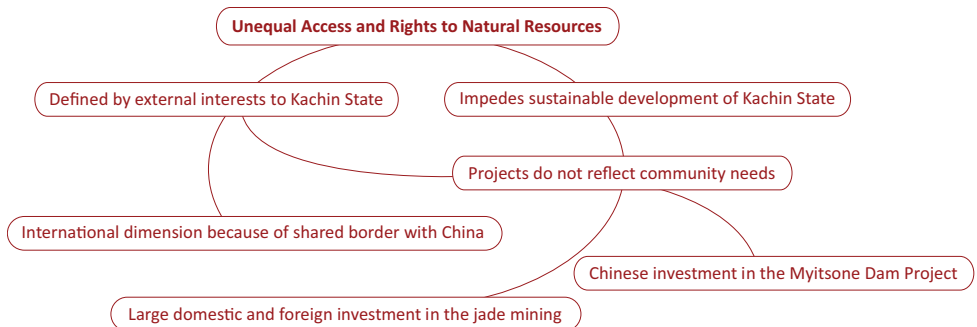 Unequal Access and Rights to Natural Resources
Defined by external interests to Kachin State
Impedes sustainable development of Kachin State
Projects do not reflect community needs
International dimension because of shared border with China
Chinese investment in the Myitsone Dam Project
Large domestic and foreign investment in the jade mining